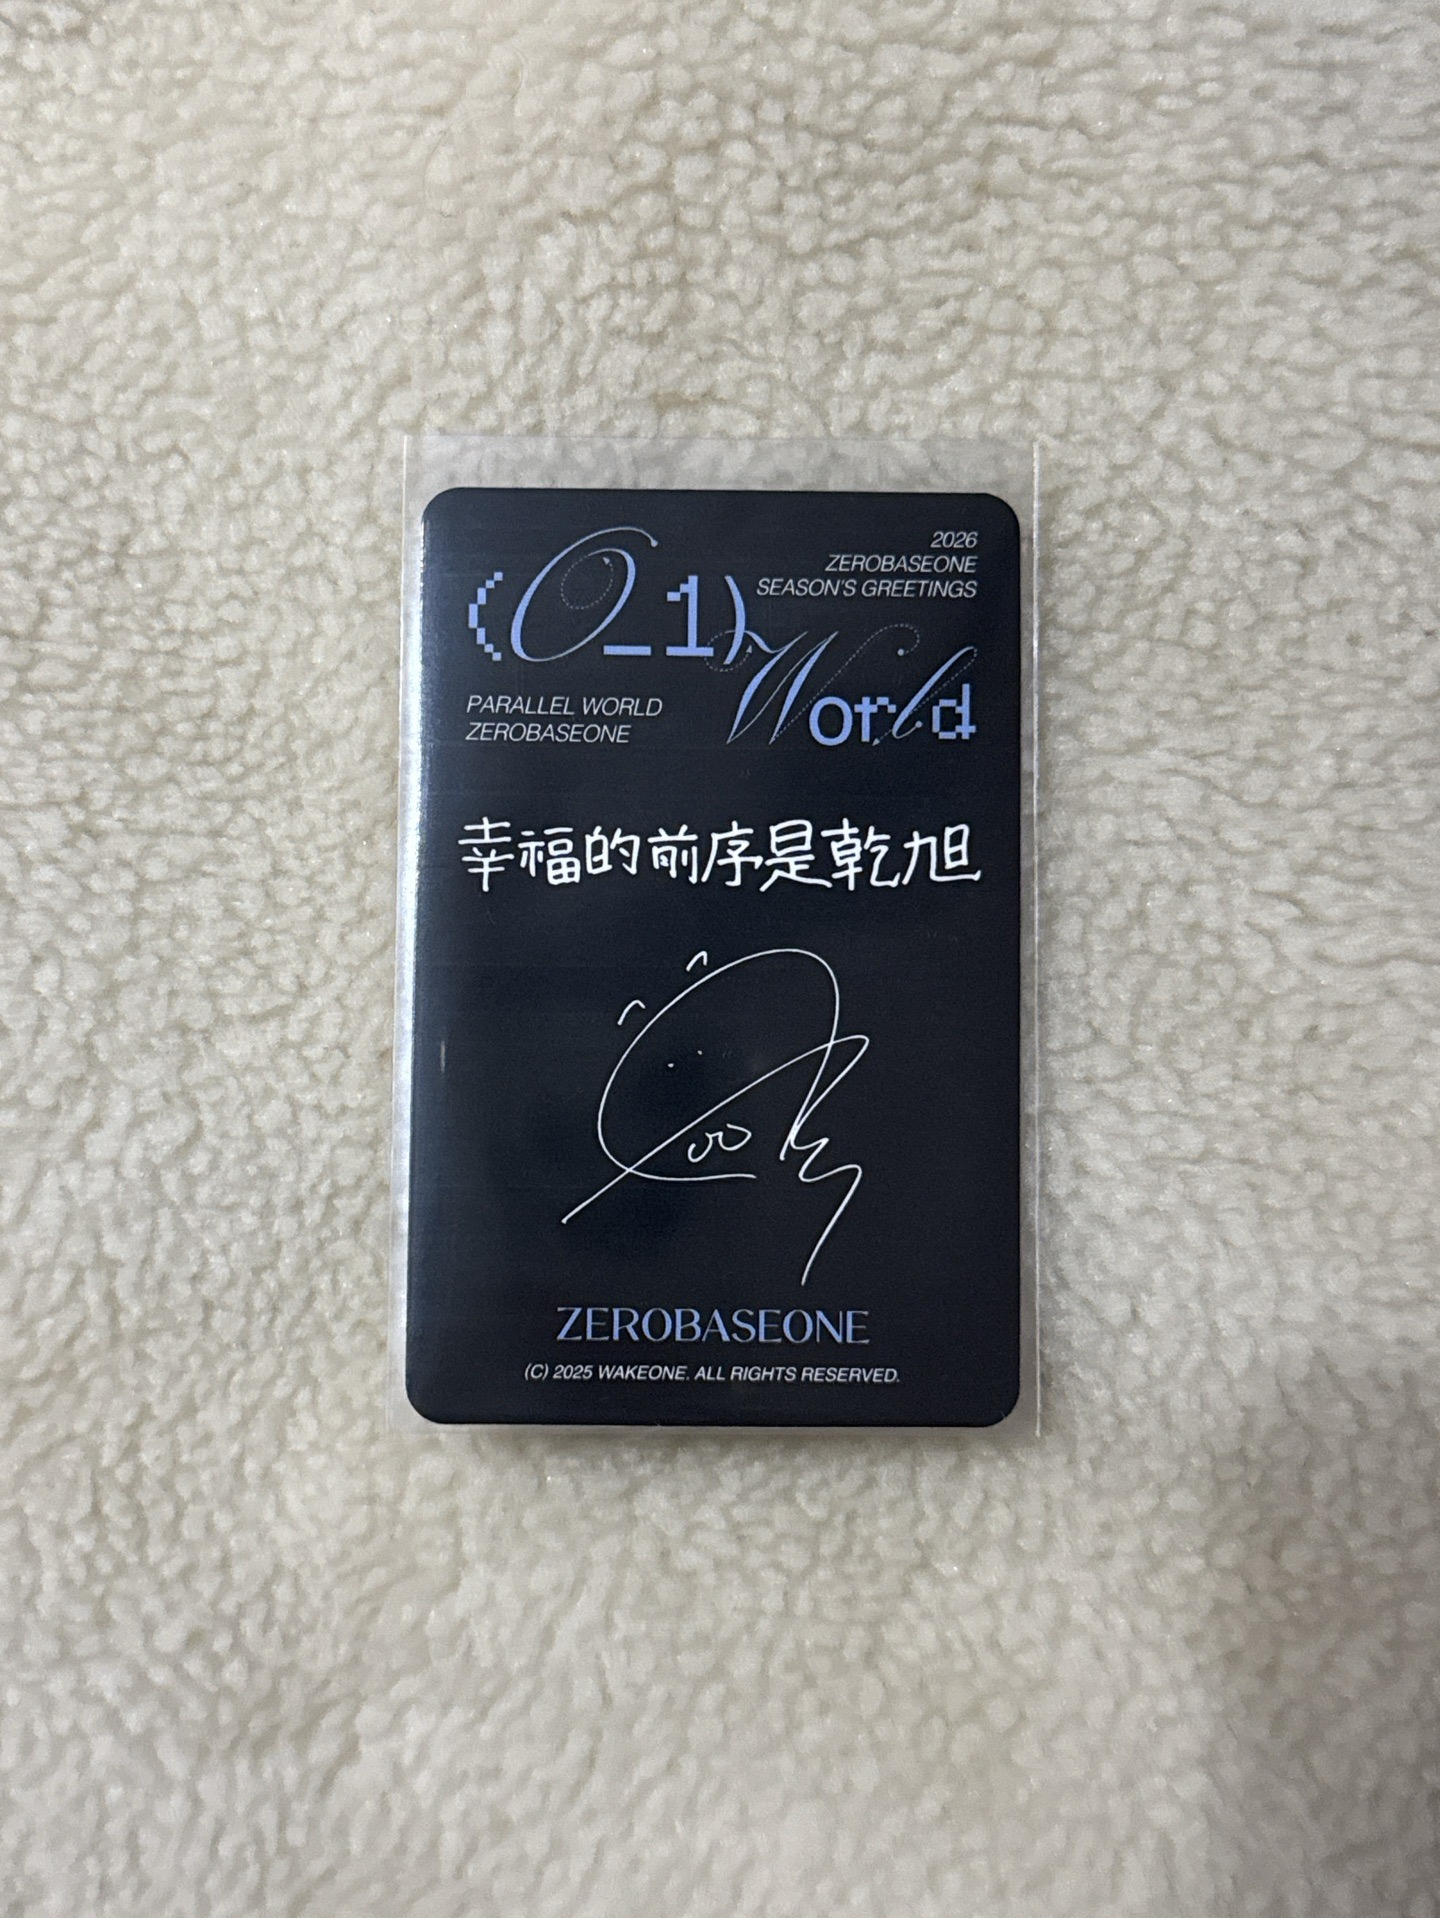 (0_1)
2026
ZEROBASEONE
SEASON'S GREETINGS
World
PARALLEL WORLD
ZEROBASEONE
幸福的前序是乾旭
ZEROBASEONE
(C) 2025 WAKEONE. ALL RIGHTS RESERVED.